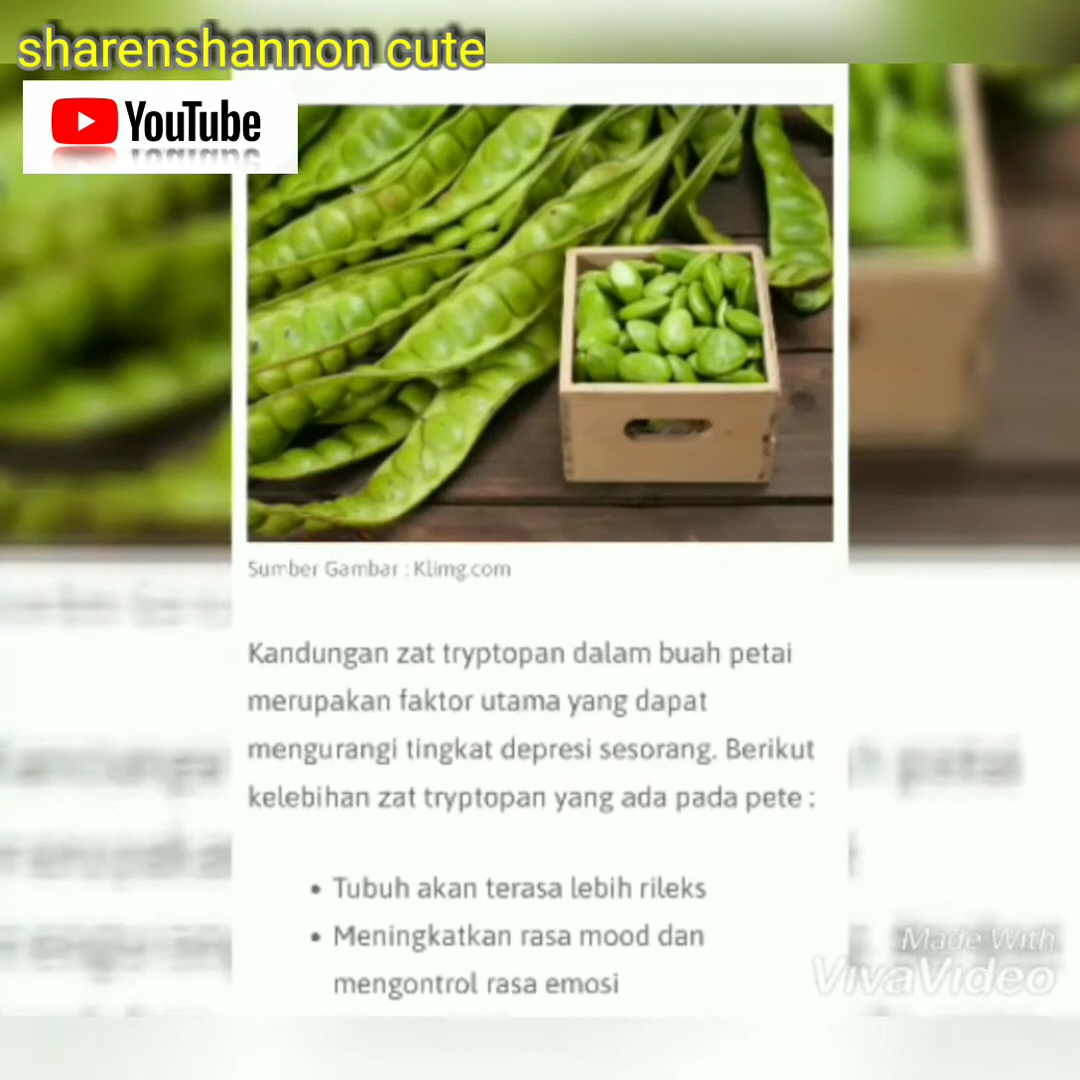 sharenshannon cute
YouTube
Sumber Gambar : Klimg.com
Kandungan zat tryptopan dalam buah petai
merupakan faktor utama yang dapat
mengurangi tingkat depresi sesorang. Berikut
kelebihan zat tryptopan yang ada pada pete :
• Tubuh akan terasa lebih rileks
• Meningkatkan rasa mood dan
mengontrol rasa emosi
Made With
VivaVideo